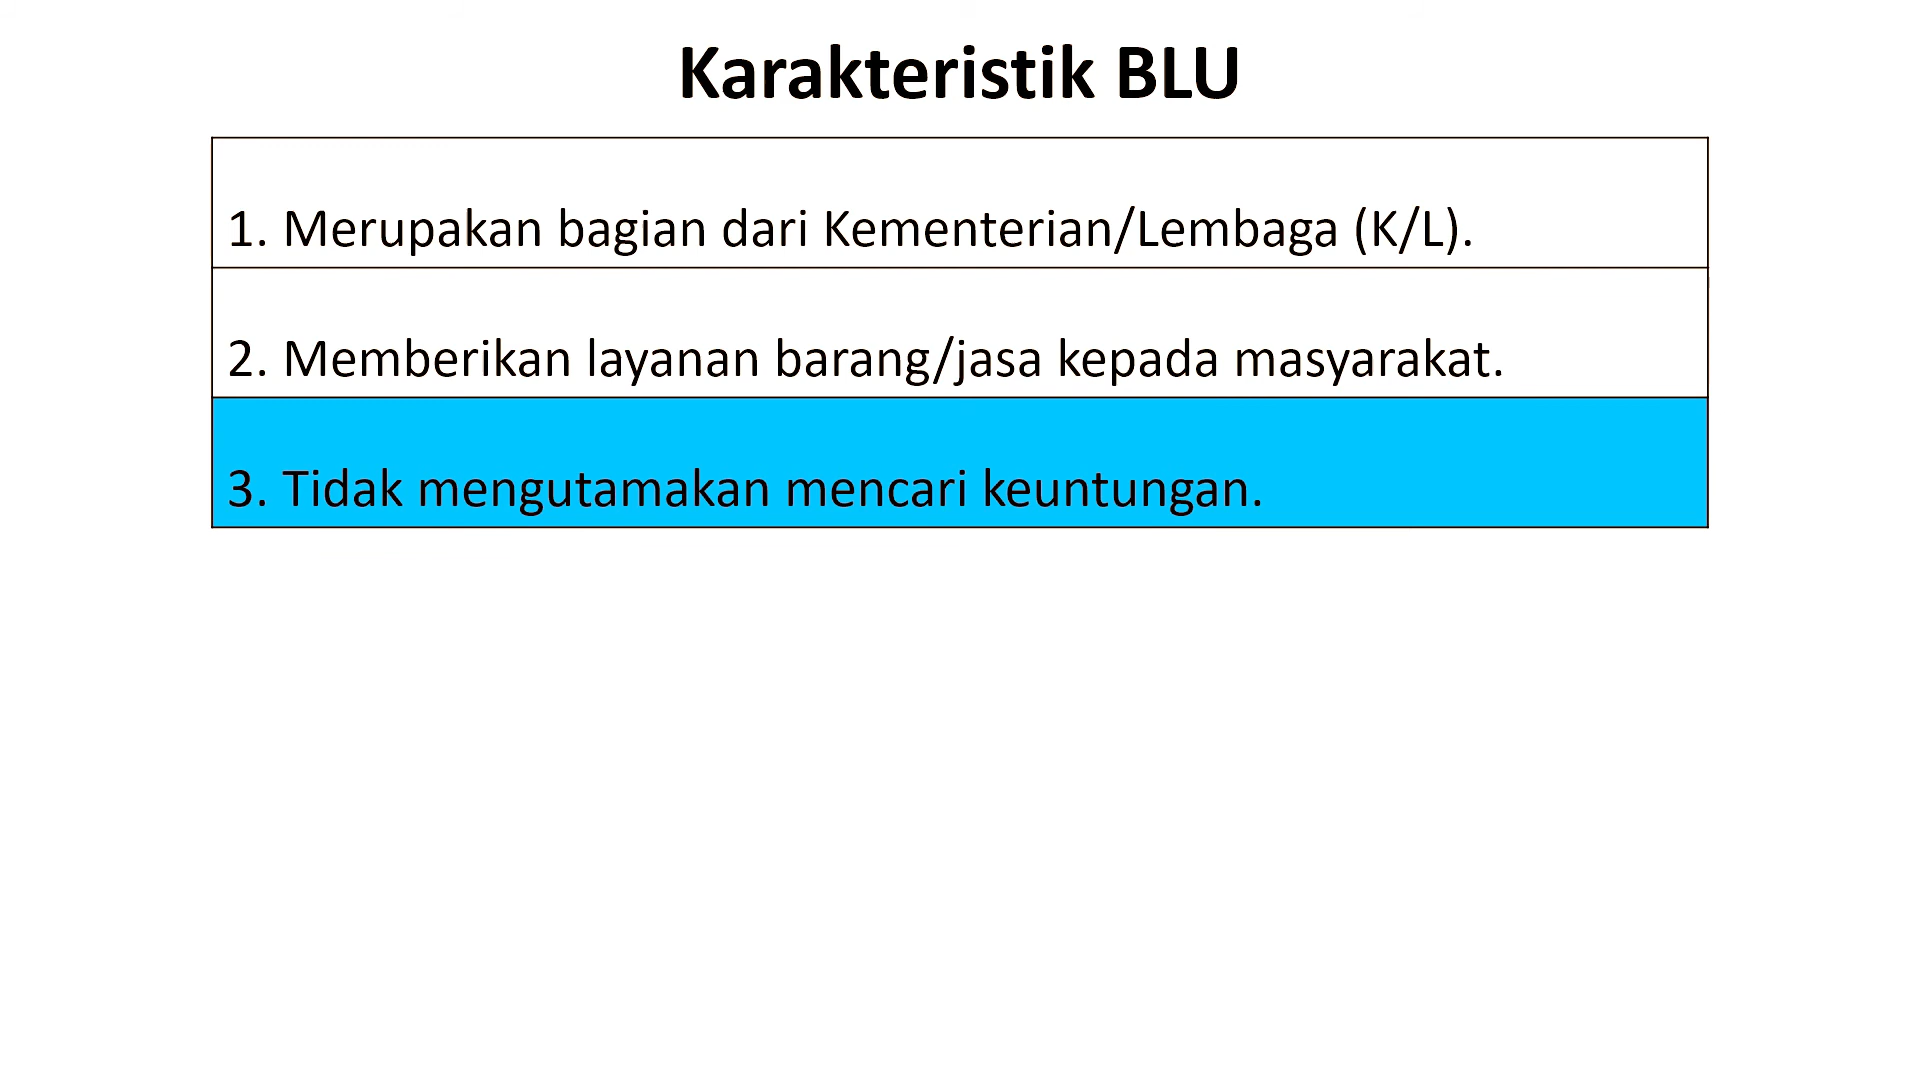 Karakteristik BLU
1. Merupakan bagian dari Kementerian/Lembaga (K/L).
2. Memberikan layanan barang/jasa kepada masyarakat.
3. Tidak mengutamakan mencari keuntungan.